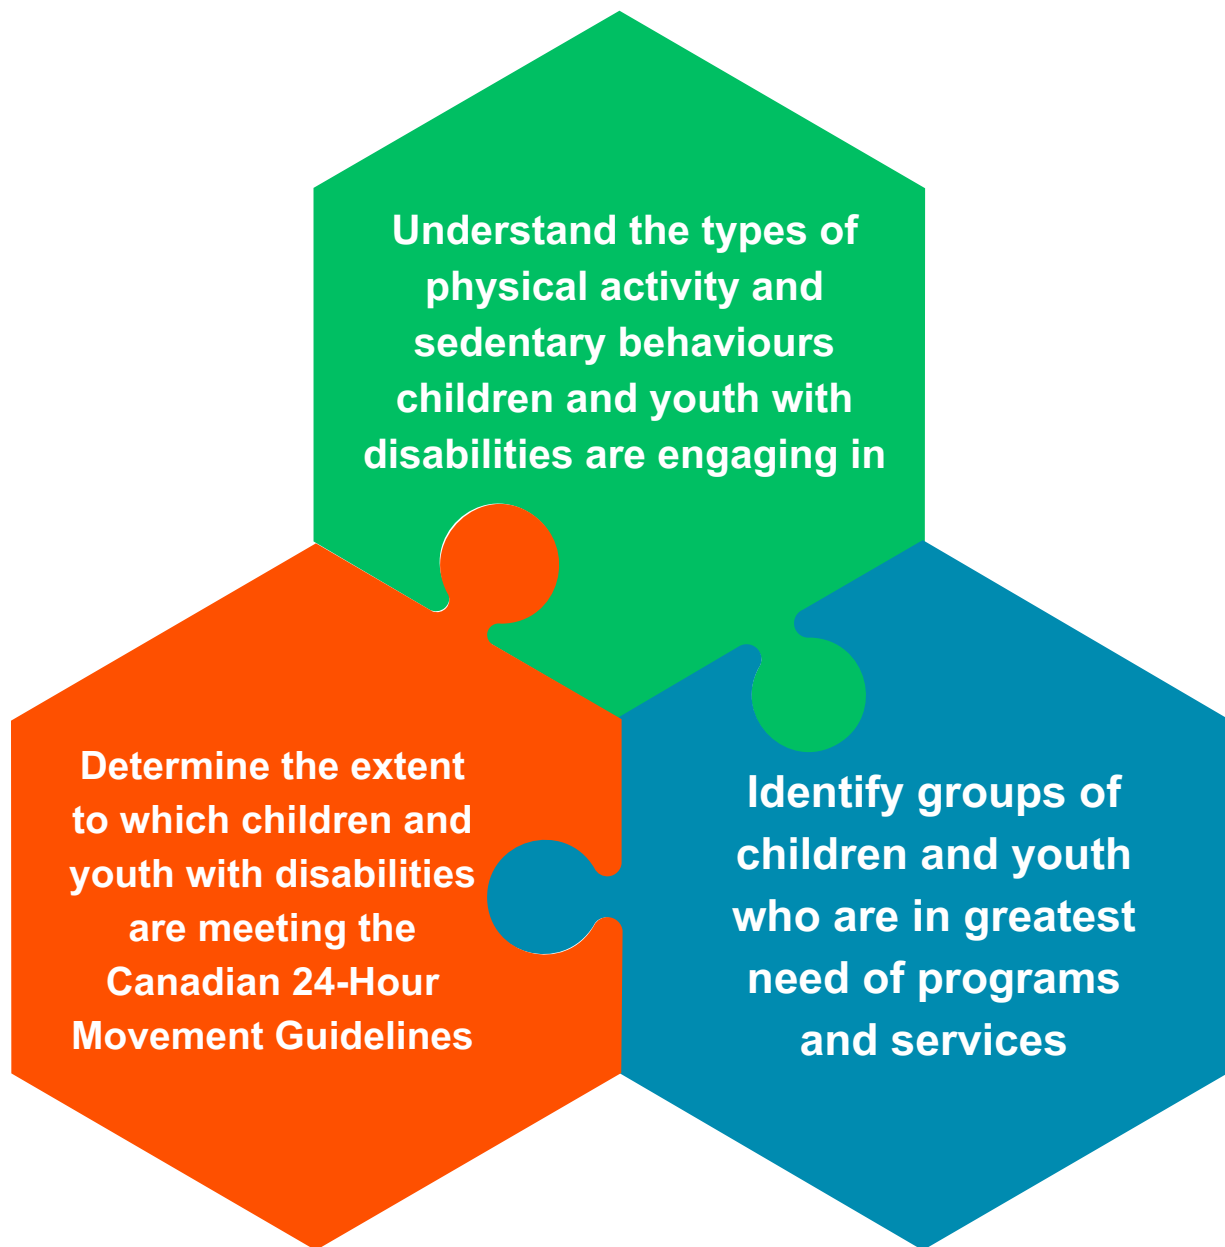 Understand the types of
physical activity and
sedentary behaviours
children and youth with
disabilities are engaging in
Determine the extent
to which children and
youth with disabilities
are meeting the
Canadian 24-Hour
Movement Guidelines
Identify groups of
children and youth
who are in greatest
need of programs
and services